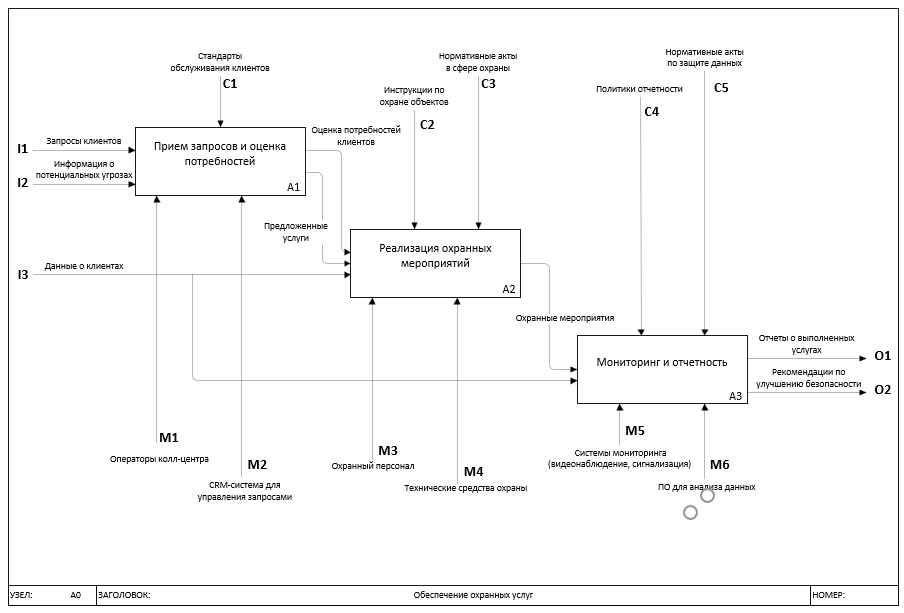 Стандарты
обслуживания клиентов
C1
Нормативные акты
в сфере охраны
C3
Инструкции по
охране объектов
C2
Нормативные акты
по защите данных
C5
Политики отчетности
C4
I1
Запросы клиентов
I2
Информация о
потенциальных угрозах
Прием запросов и оценка
потребностей
A1
Оценка потребностей
клиентов
Предложенные
услуги
I3
Данные о клиентах
Реализация охранных
мероприятий
A2
Охранные мероприятия
Мониторинг и отчетность
A3
Отчеты о выполненных
услугах
O1
Рекомендации по
улучшению безопасности
O2
M1
Операторы колл-центра
M2
CRM-система для
управления запросами
M3
Охранный персонал
M4
Технические средства охраны
M5
Системы мониторинга
(видеонаблюдение, сигнализация)
M6
ПО для анализа данных
УЗЕЛ: A0 ЗАГОЛОВОК: Обеспечение охранных услуг НОМЕР: